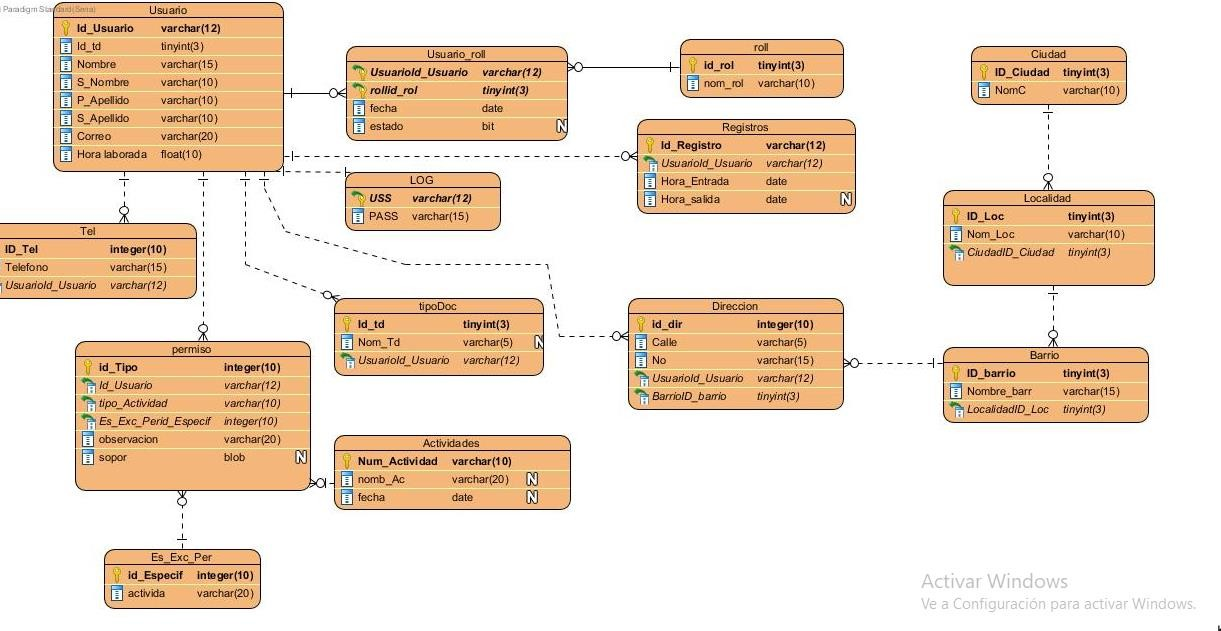 Paradigm Standard(Sena)
Usuario
Id_Usuario varchar(12)
Id_td tinyint(3)
Nombre varchar(15)
S_Nombre varchar(10)
P_Apellido varchar(10)
S_Apellido varchar(10)
Correo varchar(20)
Hora laborada float(10)
Usuario_roll
UsuarioId_Usuario varchar(12)
rollid_rol tinyint(3)
fecha date
estado bit N
roll
id_rol tinyint(3)
nom_rol varchar(10)
Ciudad
ID_Ciudad tinyint(3)
NomC varchar(10)
Registros
Id_Registro varchar(12)
UsuarioId_Usuario varchar(12)
Hora_Entrada date
Hora_salida date N
LOG
USS varchar(12)
PASS varchar(15)
Localidad
ID_Loc tinyint(3)
Nom_Loc varchar(10)
CiudadID_Ciudad tinyint(3)
Tel
ID_Tel integer(10)
Telefono varchar(15)
UsuarioId_Usuario varchar(12)
tipoDoc
Id_td tinyint(3)
Nom_Td varchar(5) N
UsuarioId_Usuario varchar(12)
Direccion
id_dir integer(10)
Calle varchar(5)
No varchar(15)
UsuarioId_Usuario varchar(12)
BarrioID_barrio tinyint(3)
Barrio
ID_barrio tinyint(3)
Nombre_barr varchar(15)
LocalidadID_Loc tinyint(3)
permiso
id_Tipo integer(10)
Id_Usuario varchar(12)
tipo_Actividad varchar(10)
Es_Exc_Perid_Especif integer(10)
observacion varchar(20)
sopor blob N
Actividades
Num_Actividad varchar(10)
nomb_Ac varchar(20) N
fecha date N
Es_Exc_Per
id_Especif integer(10)
activida varchar(20)
Activar Windows
Ve a Configuración para activar Windows.